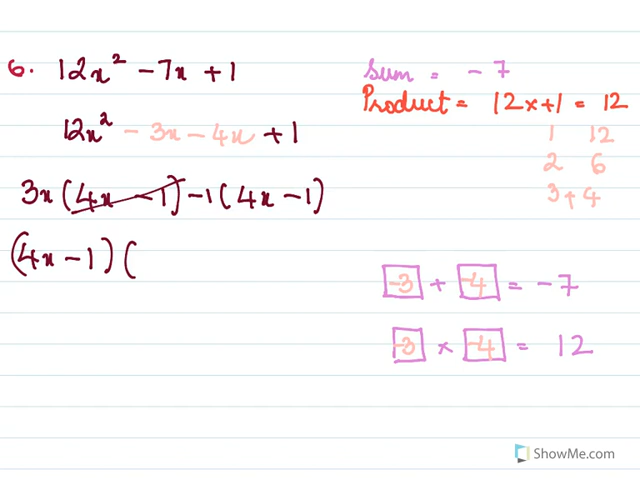 6. 12x² - 7x + 1
12x² - 3x - 4x + 1
3x (4x - 1) - 1 (4x - 1)
(4x - 1) (
Sum = - 7
Product = 12 x + 1 = 12
1 12
2 6
3 + 4
-3 + -4 = -7
-3 × -4 = 12
ShowMe.com